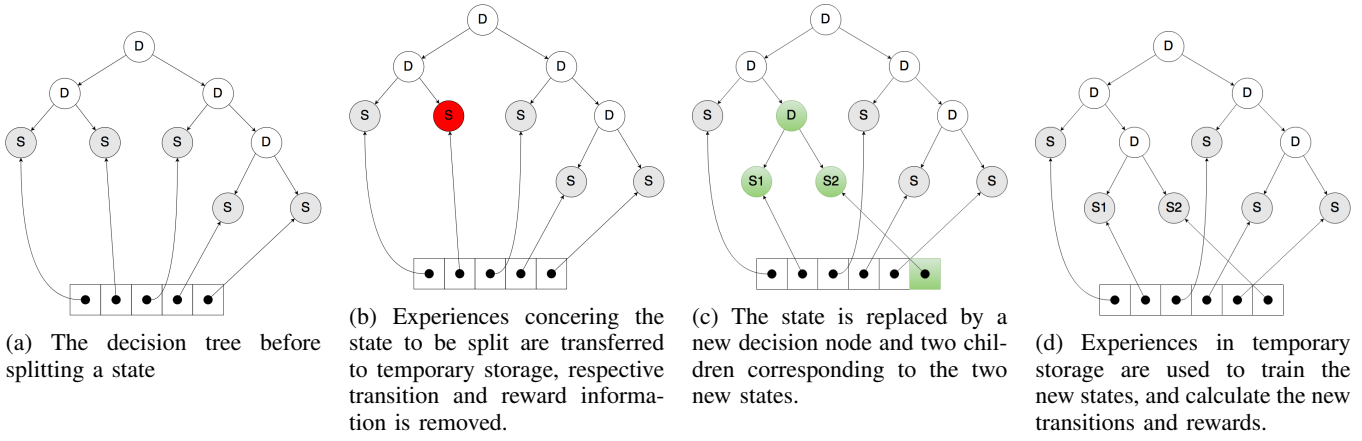 D
D
D
S
S
S
D
S
S
(a) The decision tree before
splitting a state
D
D
D
S
S
S
D
S
S
(b) Experiences concering the
state to be split are transferred
to temporary storage, respective
transition and reward informa-
tion is removed.
D
D
D
S
D
S
D
S1
S2
S
S
(c) The state is replaced by a
new decision node and two chil-
dren corresponding to the two
new states.
D
D
D
S
D
S
D
S1
S2
S
S
(d) Experiences in temporary
storage are used to train the
new states, and calculate the new
transitions and rewards.